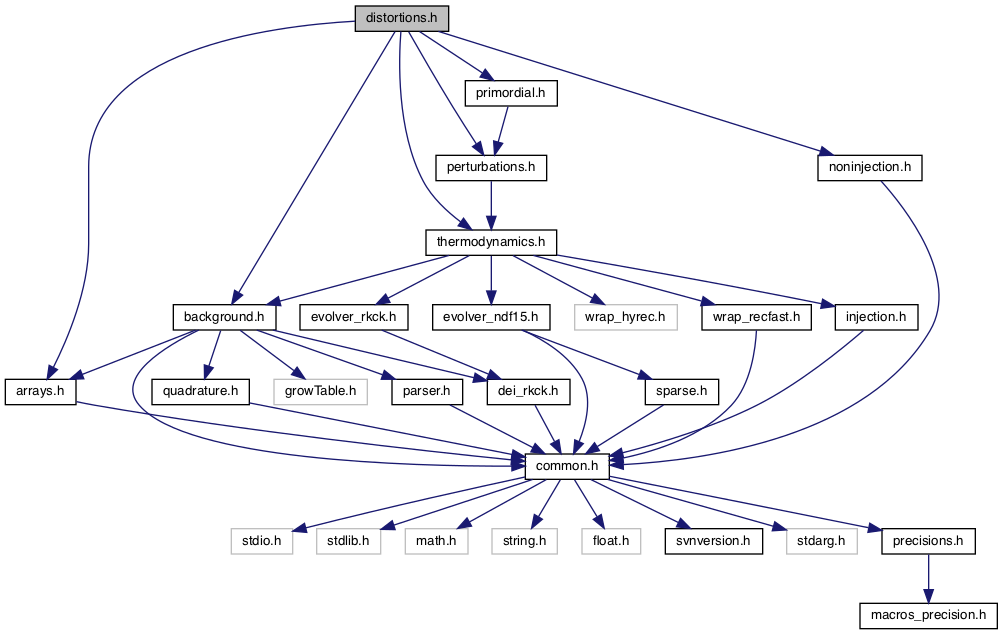 distortions.h
primordial.h
perturbations.h
noninjection.h
thermodynamics.h
background.h
evolver_rkck.h
evolver_ndf15.h
wrap_hyrec.h
wrap_recfast.h
injection.h
arrays.h
quadrature.h
growTable.h
parser.h
dei_rkck.h
sparse.h
common.h
stdio.h
stdlib.h
math.h
string.h
float.h
svnversion.h
stdarg.h
precisions.h
macros_precision.h